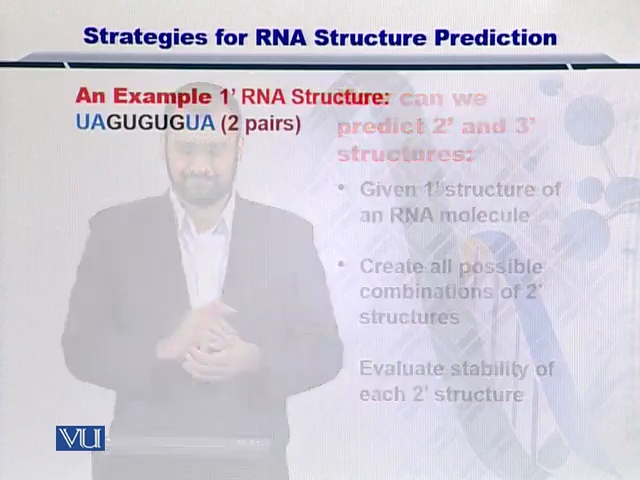 Strategies for RNA Structure Prediction
An Example 1' RNA Structure:
UAGUGUGUA (2 pairs)
can we
predict 2' and 3'
structures:
• Given 1' structure of
an RNA molecule
• Create all possible
combinations of 2'
structures
Evaluate stability of
each 2' structure
VU